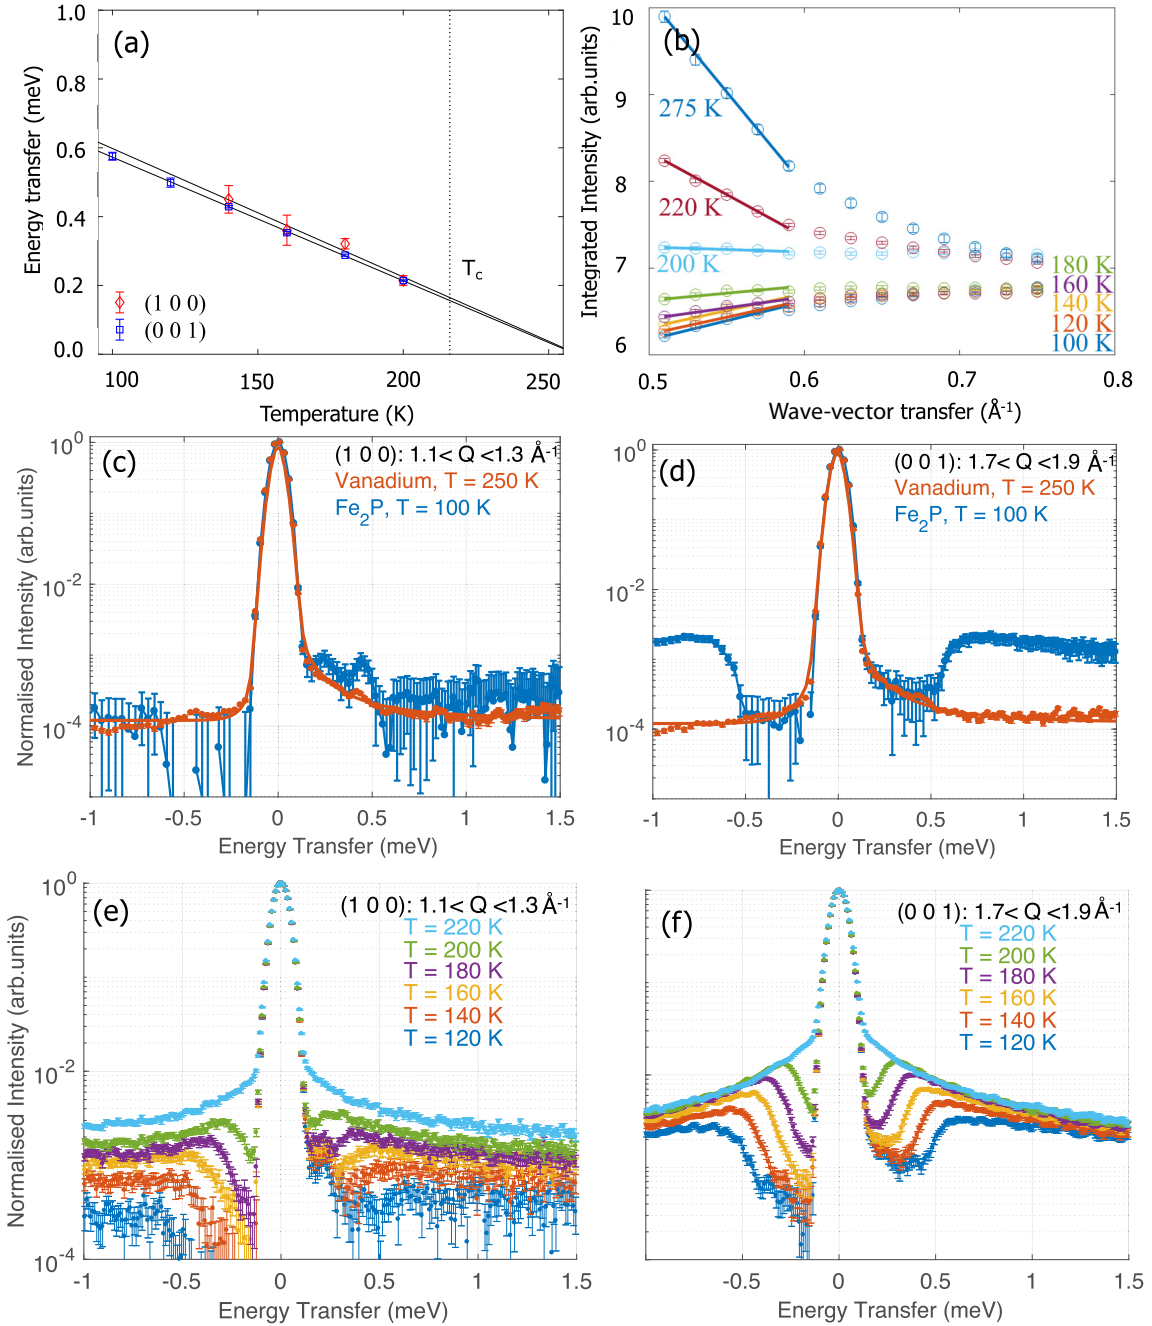 (a)
1.0
0.8
0.6
0.4
0.2
0.0
Energy transfer (meV)
T_c
(1 0 0)
(0 0 1)
100
150
200
250
Temperature (K)
(b)
10
9
8
7
6
Integrated Intensity (arb.units)
275 K
220 K
200 K
180 K
160 K
140 K
120 K
100 K
0.5
0.6
0.7
0.8
Wave-vector transfer (Å⁻¹)
(c)
(1 0 0): 1.1< Q <1.3 Å⁻¹
Vanadium, T = 250 K
Fe₂P, T = 100 K
10⁰
10⁻²
10⁻⁴
Normalised Intensity (arb.units)
-1
-0.5
0
0.5
1
1.5
Energy Transfer (meV)
(d)
(0 0 1): 1.7< Q <1.9 Å⁻¹
Vanadium, T = 250 K
Fe₂P, T = 100 K
10⁰
10⁻²
10⁻⁴
-1
-0.5
0
0.5
1
1.5
Energy Transfer (meV)
(e)
(1 0 0): 1.1< Q <1.3 Å⁻¹
T = 220 K
T = 200 K
T = 180 K
T = 160 K
T = 140 K
T = 120 K
10⁰
10⁻²
10⁻⁴
Normalised Intensity (arb.units)
-1
-0.5
0
0.5
1
1.5
Energy Transfer (meV)
(f)
(0 0 1): 1.7< Q <1.9 Å⁻¹
T = 220 K
T = 200 K
T = 180 K
T = 160 K
T = 140 K
T = 120 K
-0.5
0
0.5
1
1.5
Energy Transfer (meV)